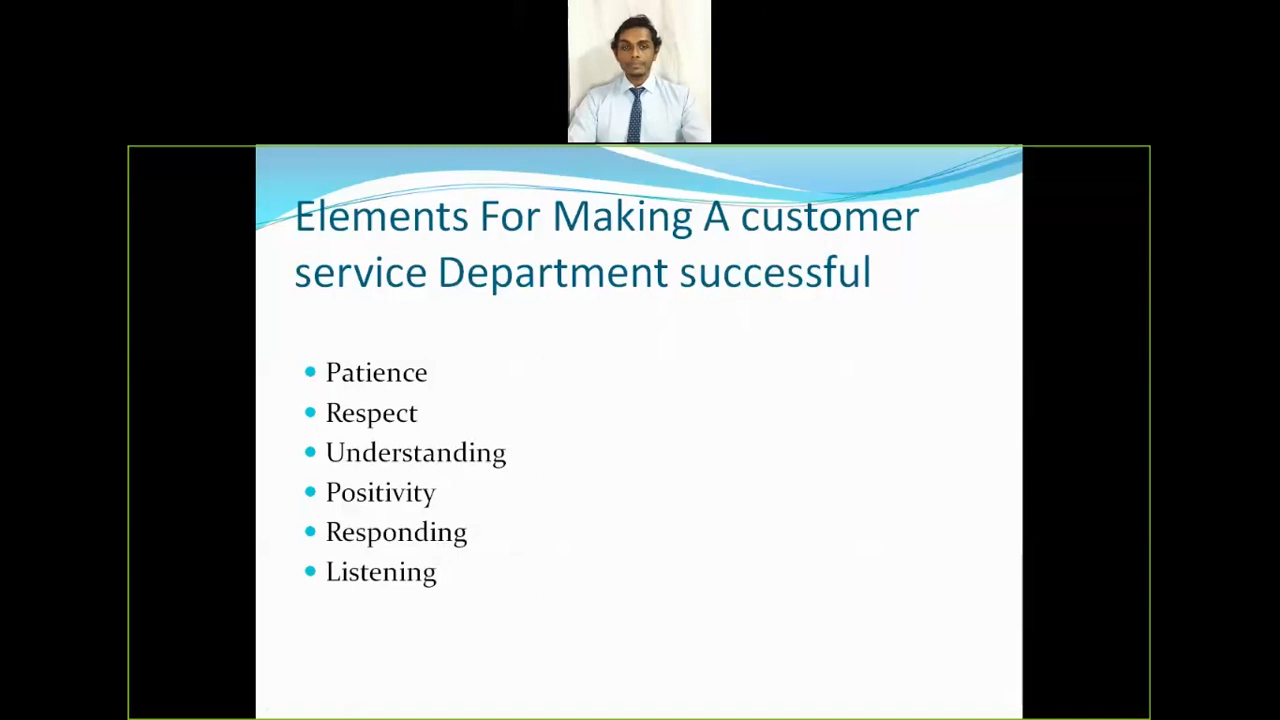 Elements For Making A customer
service Department successful
Patience
Respect
Understanding
Positivity
Responding
Listening